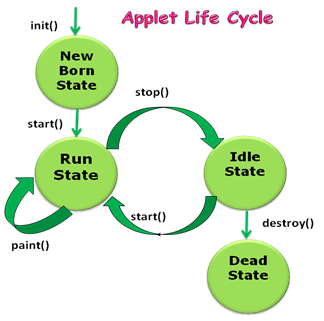 Applet Life Cycle
init()
New
Born
State
start()
stop()
Run
State
Idle
State
start()
paint()
destroy()
Dead
State